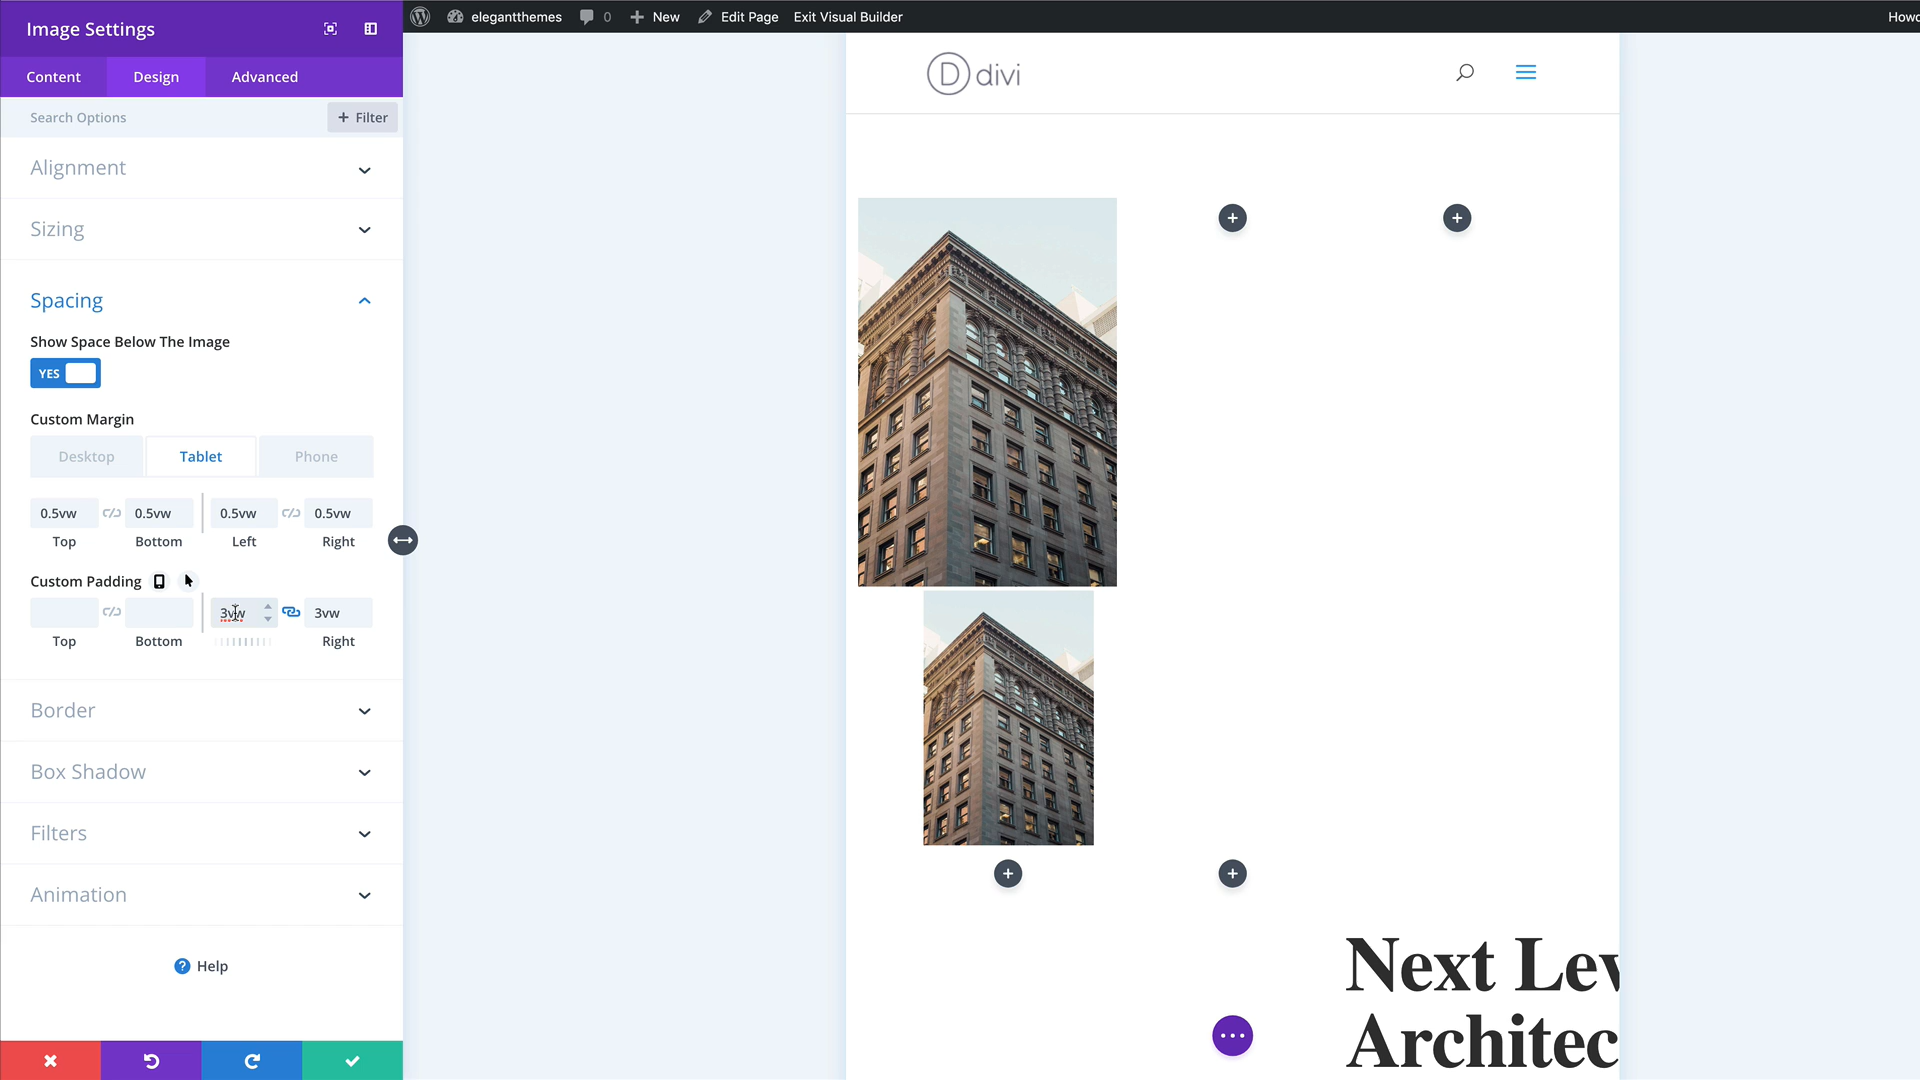 Image Settings
elegantthemes
0
New
Edit Page
Exit Visual Builder
Howd
Content
Design
Advanced
Search Options
+ Filter
Alignment
Sizing
Spacing
Show Space Below The Image
YES
Custom Margin
Desktop
Tablet
Phone
0.5vw
0.5vw
0.5vw
0.5vw
Top
Bottom
Left
Right
Custom Padding
3vw
3vw
Top
Bottom
Right
Border
Box Shadow
Filters
Animation
Help
D divi
Next Lev
Architec